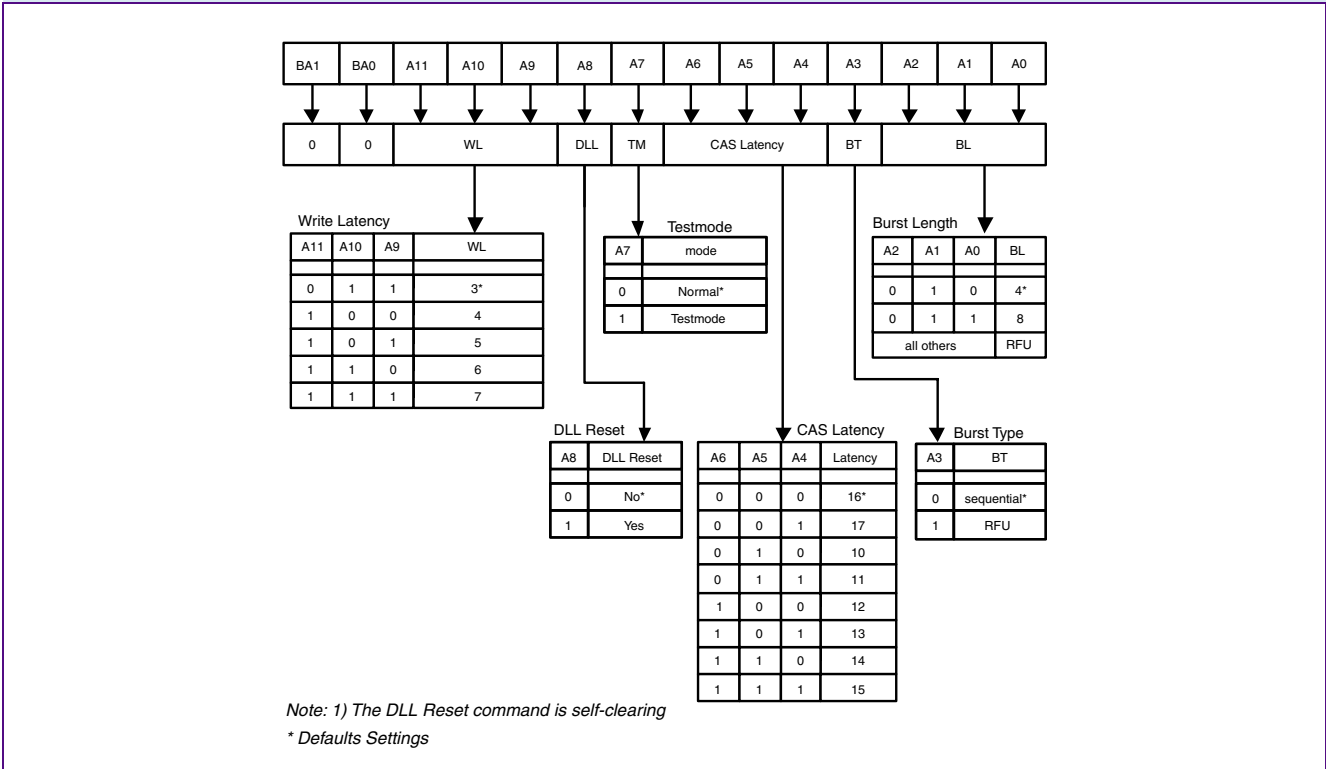 BA1 BA0 A11 A10 A9 A8 A7 A6 A5 A4 A3 A2 A1 A0
0 0 WL DLL TM CAS Latency BT BL
Write Latency
A11 A10 A9 WL
0 1 1 3*
1 0 0 4
1 0 1 5
1 1 0 6
1 1 1 7
Testmode
A7 mode
0 Normal*
1 Testmode
Burst Length
A2 A1 A0 BL
0 1 0 4*
0 1 1 8
all others RFU
DLL Reset
A8 DLL Reset
0 No*
1 Yes
CAS Latency
A6 A5 A4 Latency
0 0 0 16*
0 0 1 17
0 1 0 10
0 1 1 11
1 0 0 12
1 0 1 13
1 1 0 14
1 1 1 15
Burst Type
A3 BT
0 sequential*
1 RFU
Note: 1) The DLL Reset command is self-clearing
* Defaults Settings